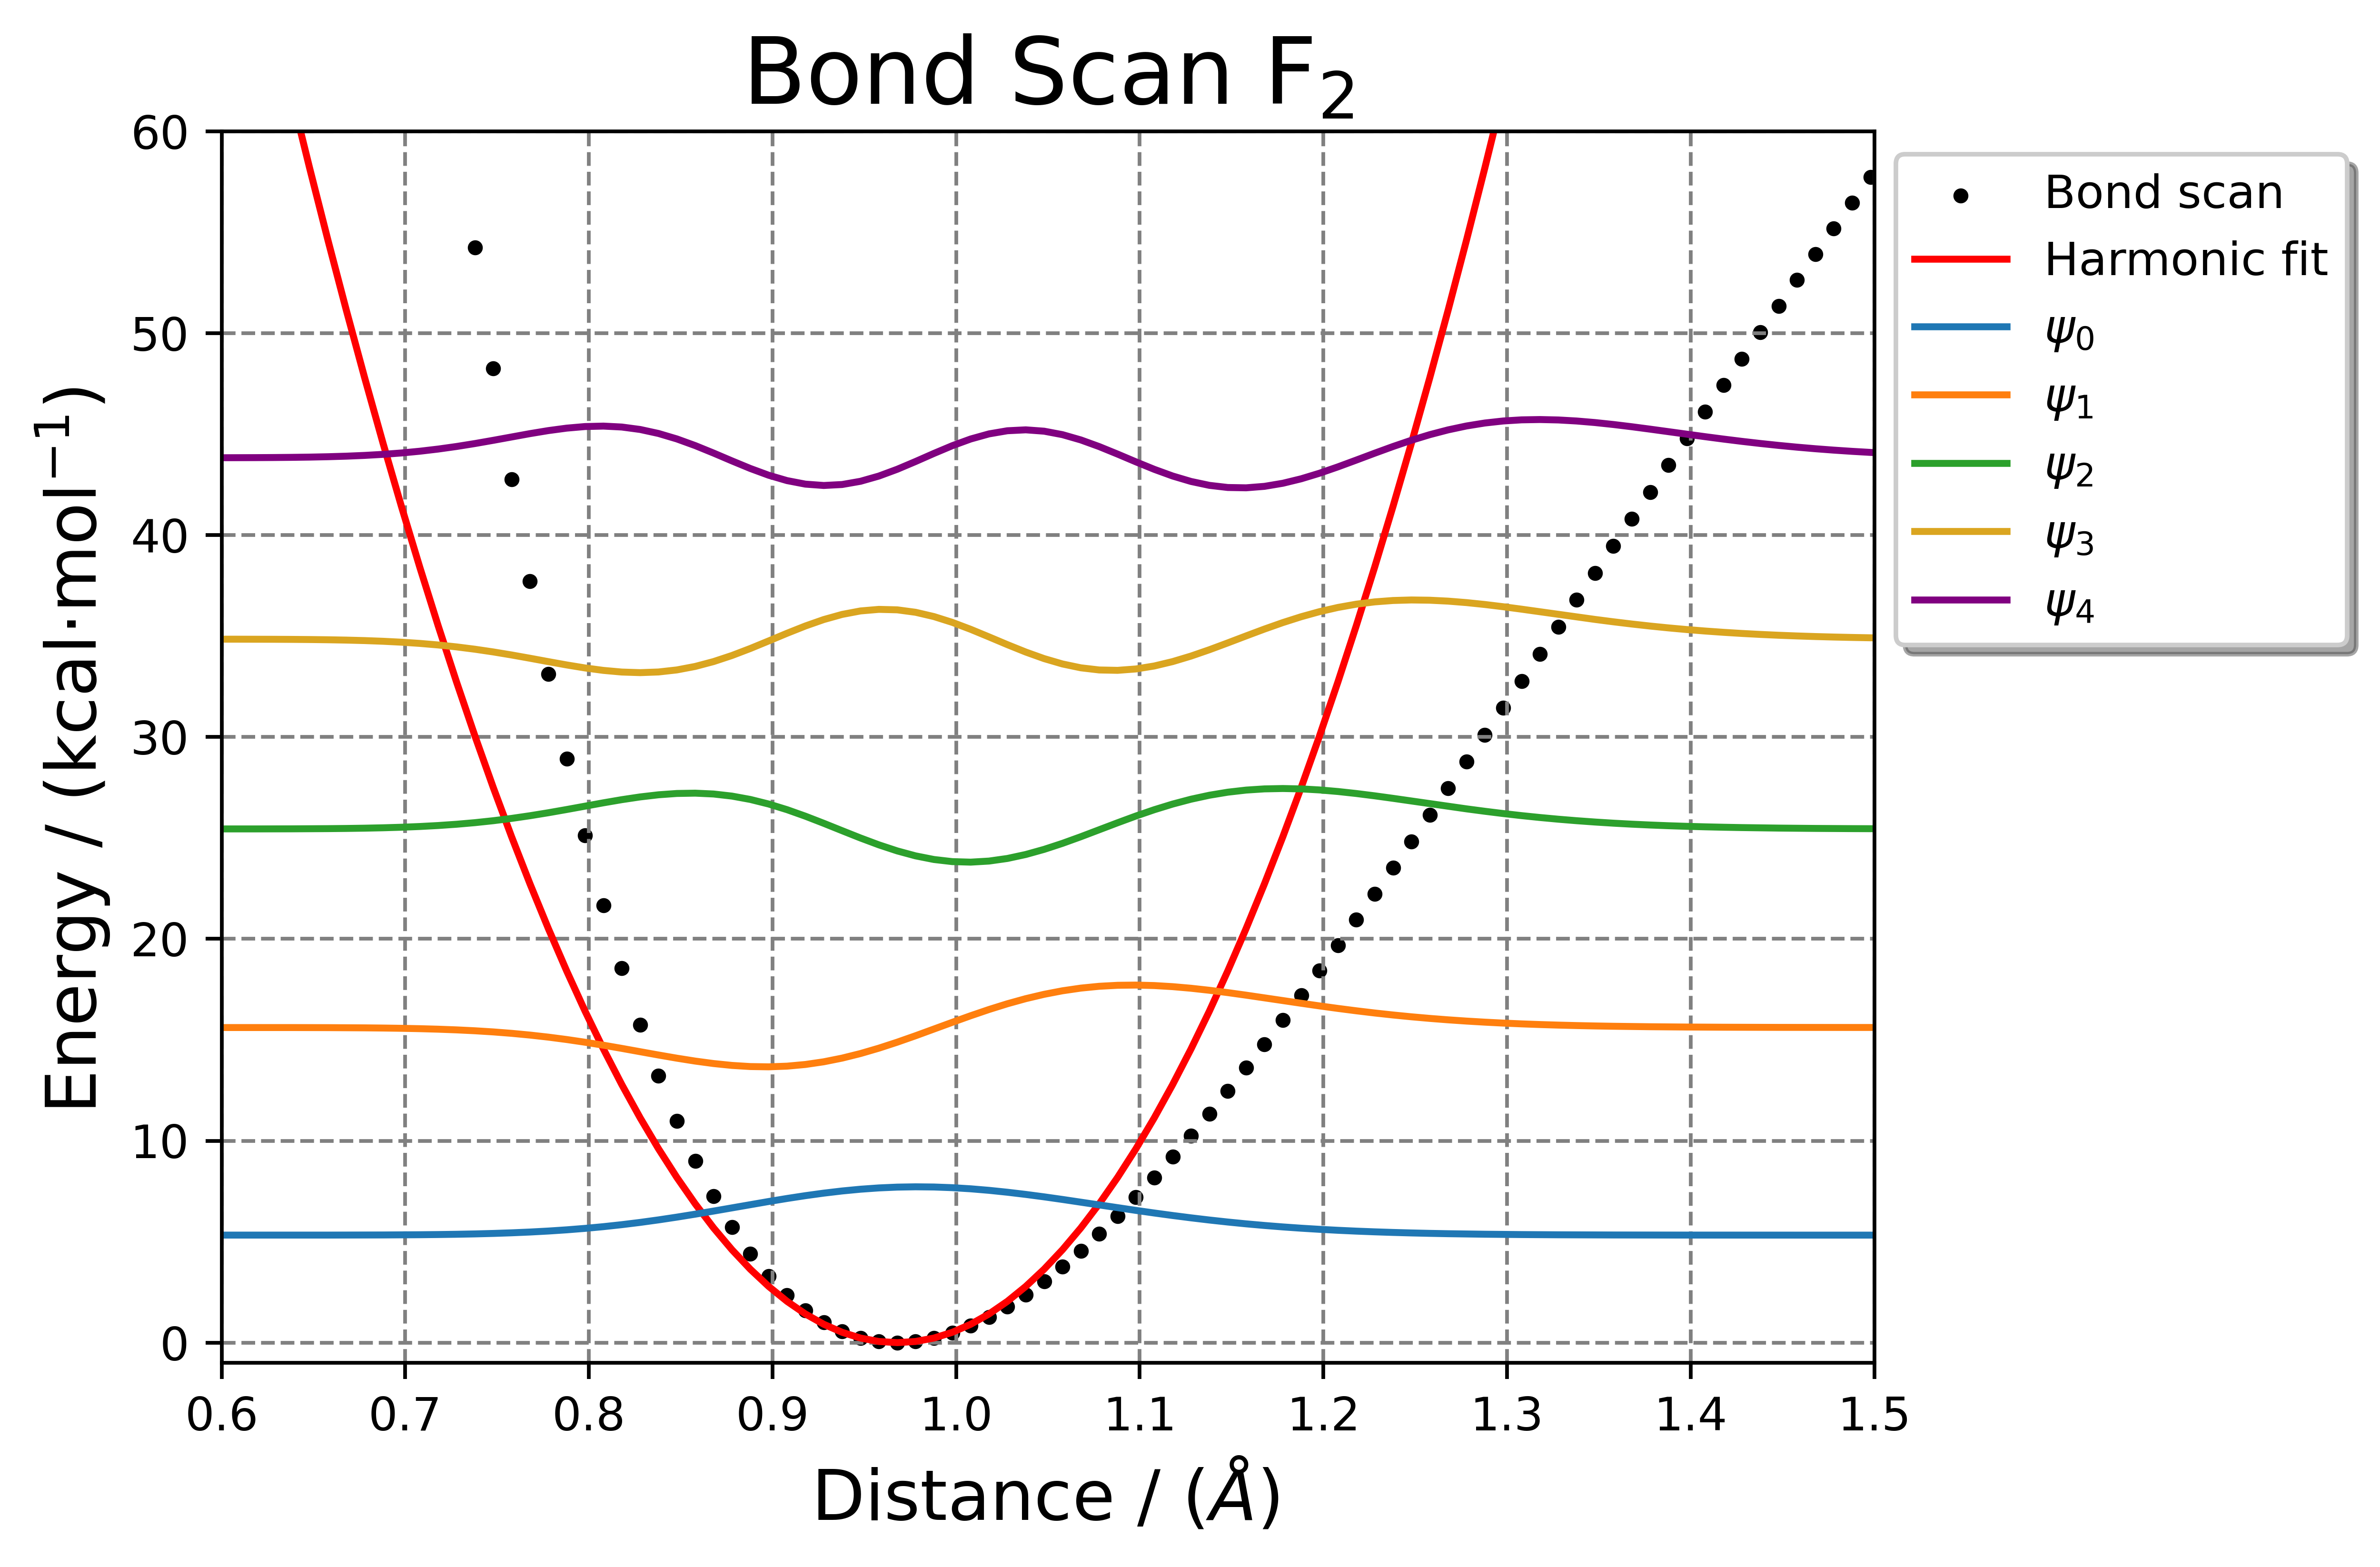 Bond Scan F₂
60
50
40
30
20
10
0
Energy / (kcal·mol⁻¹)
0.6 0.7 0.8 0.9 1.0 1.1 1.2 1.3 1.4 1.5
Distance / (Å)
Bond scan
Harmonic fit
ψ₀
ψ₁
ψ₂
ψ₃
ψ₄